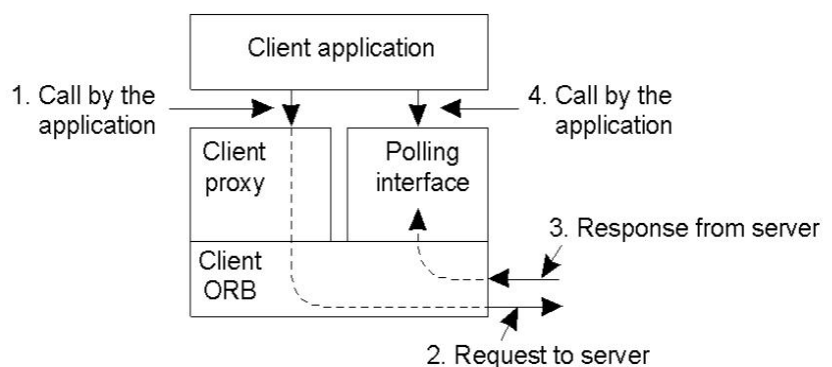 Client application
1. Call by the
application
4. Call by the
application
Client
proxy
Polling
interface
3. Response from server
Client
ORB
2. Request to server